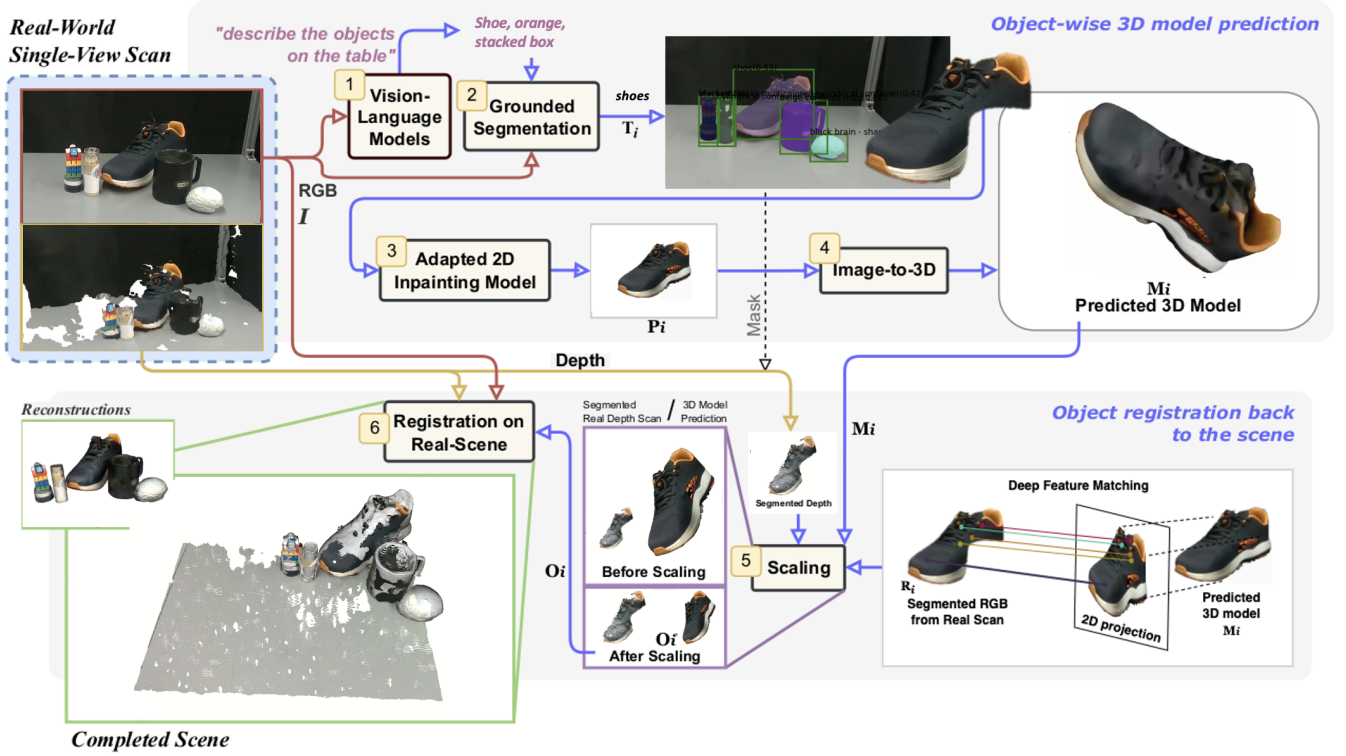 Real-World
Single-View Scan
"describe the objects
on the table"
Shoe, orange,
stacked box
Object-wise 3D model prediction
1
Vision-
Language
Models
2
Grounded
Segmentation
shoes
Ti
black brain - sha
RGB
I
3
Adapted 2D
Inpainting Model
Pi
4
Image-to-3D
Mi
Predicted 3D Model
Mask
Depth
Reconstructions
6
Registration on
Real-Scene
Segmented
Real Depth Scan
/
3D Model
Prediction
Before Scaling
Oi
After Scaling
Oi
Segmented Depth
Mi
5
Scaling
Object registration back
to the scene
Deep Feature Matching
Ri
Segmented RGB
from Real Scan
2D projection
Predicted
3D model
Mi
Completed Scene